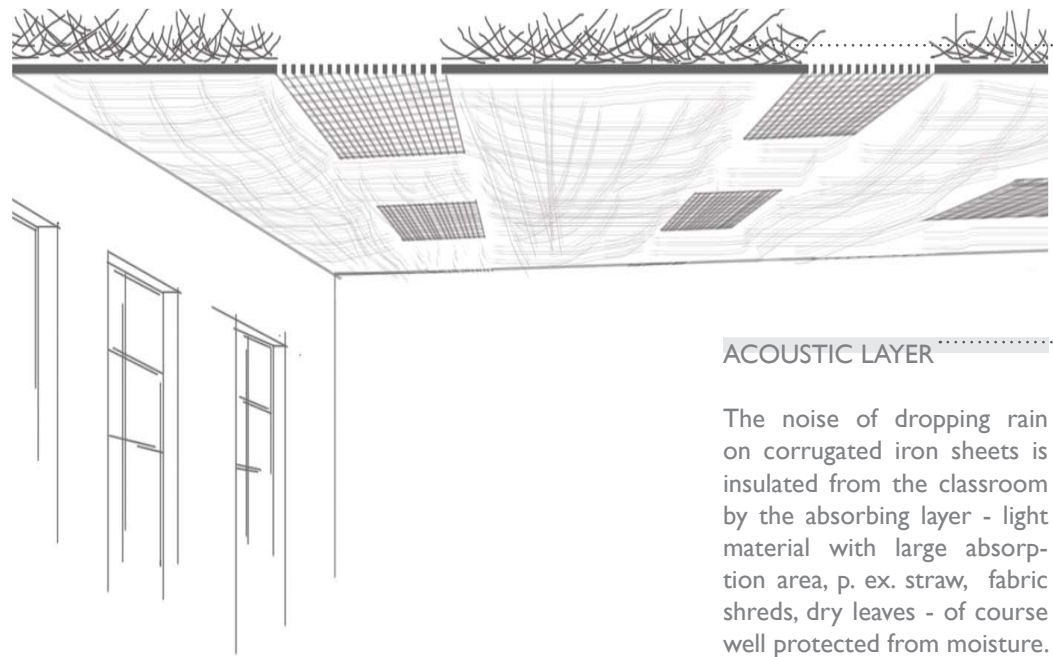 ACOUSTIC LAYER
The noise of dropping rain
on corrugated iron sheets is
insulated from the classroom
by the absorbing layer - light
material with large absorp-
tion area, p. ex. straw, fabric
shreds, dry leaves - of course
well protected from moisture.